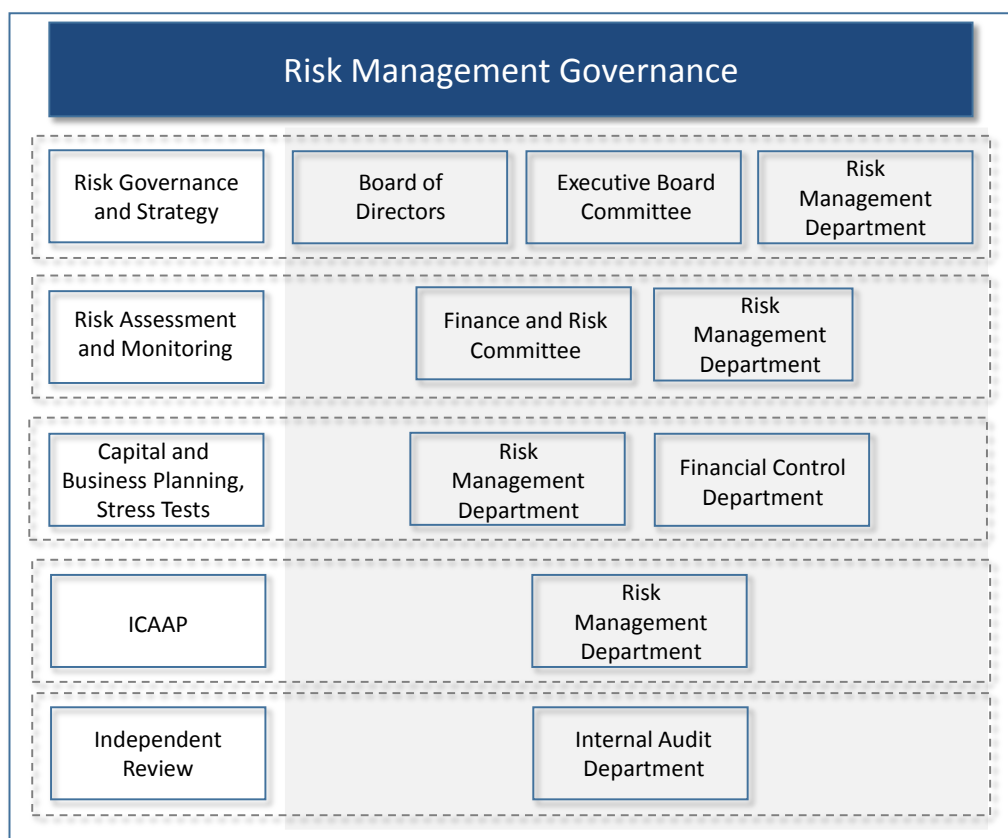 Risk Management Governance
Risk Governance
and Strategy
Board of
Directors
Executive Board
Committee
Risk
Management
Department
Risk Assessment
and Monitoring
Finance and Risk
Committee
Risk
Management
Department
Capital and
Business Planning,
Stress Tests
Risk
Management
Department
Financial Control
Department
ICAAP
Risk
Management
Department
Independent
Review
Internal Audit
Department